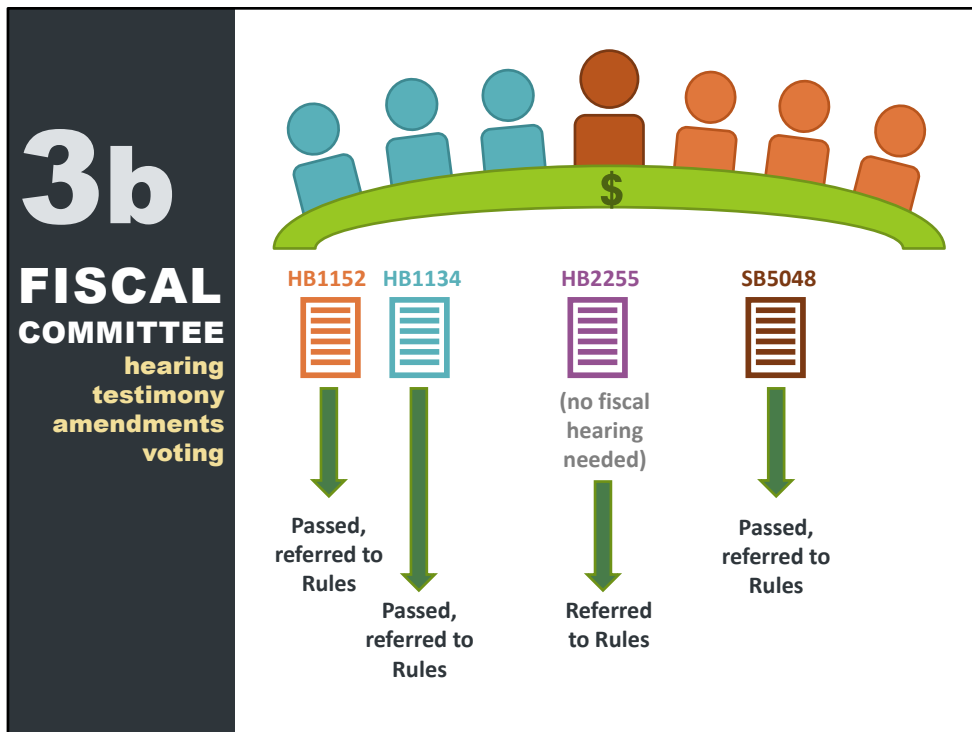 3b
FISCAL
COMMITTEE
hearing
testimony
amendments
voting
$
HB1152
HB1134
HB2255
SB5048
(no fiscal
hearing
needed)
Passed,
referred to
Rules
Passed,
referred to
Rules
Referred
to Rules
Passed,
referred to
Rules